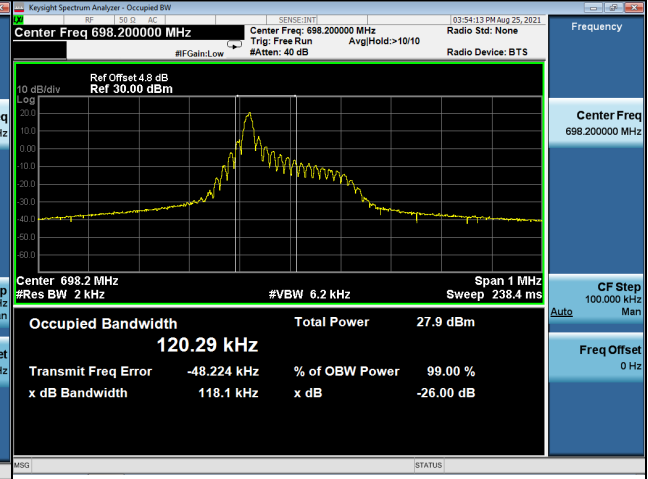 Keysight Spectrum Analyzer - Occupied BW
RF 50 Ω AC SENSE:INT 03:54:13 PM Aug 25, 2021
Center Freq 698.200000 MHz
Center Freq: 698.200000 MHz Radio Std: None
Trig: Free Run Avg|Hold:>10/10
#IFGain:Low #Atten: 40 dB Radio Device: BTS
Ref Offset 4.8 dB
10 dB/div Ref 30.00 dBm
Log
20.0
10.0
0.00
-10.0
-20.0
-30.0
-40.0
-50.0
-60.0
Center 698.2 MHz Span 1 MHz
#Res BW 2 kHz #VBW 6.2 kHz Sweep 238.4 ms
Occupied Bandwidth Total Power 27.9 dBm
120.29 kHz
Transmit Freq Error -48.224 kHz % of OBW Power 99.00 %
x dB Bandwidth 118.1 kHz x dB -26.00 dB
MSG STATUS
Frequency
Center Freq
698.200000 MHz
CF Step
100.000 kHz
Auto Man
Freq Offset
0 Hz